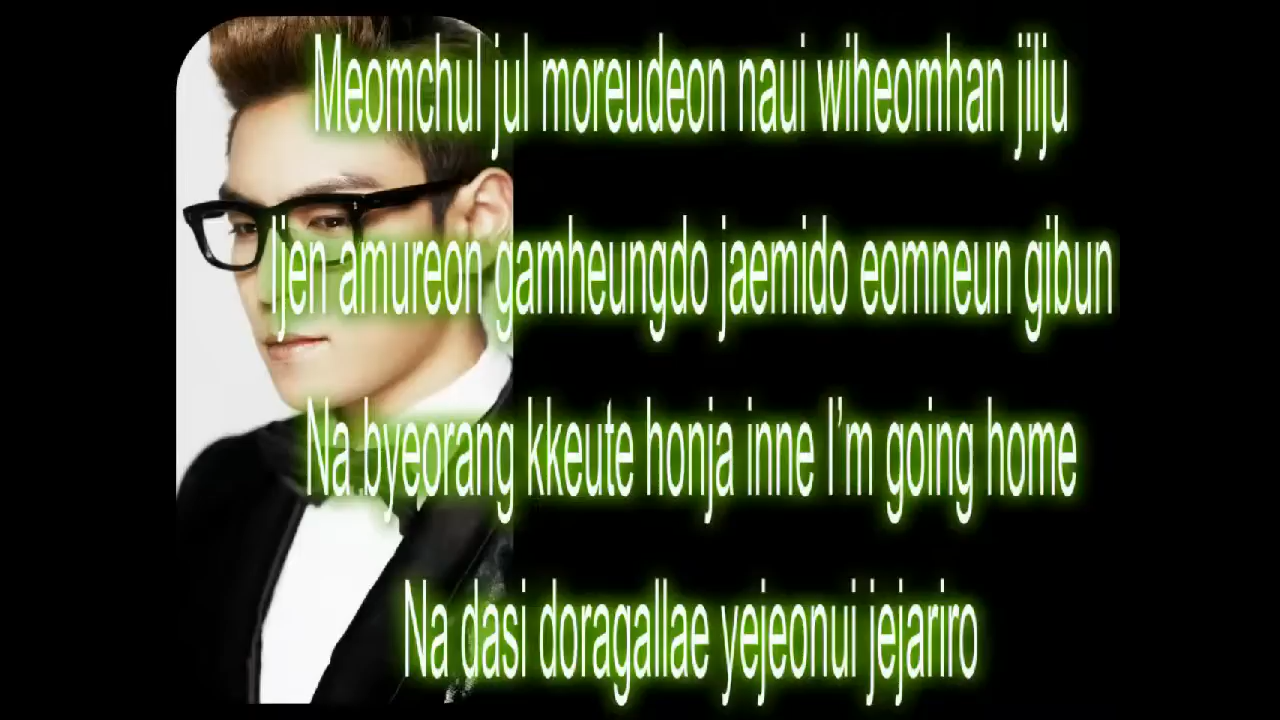 Meomchul jul moreudeon naui wiheomhan jilju
Ijen amureon gamheungdo jaemido eomneun gibun
Na byeorang kkeute honja inne I’m going home
Na dasi doragallae yejeonui jejariro